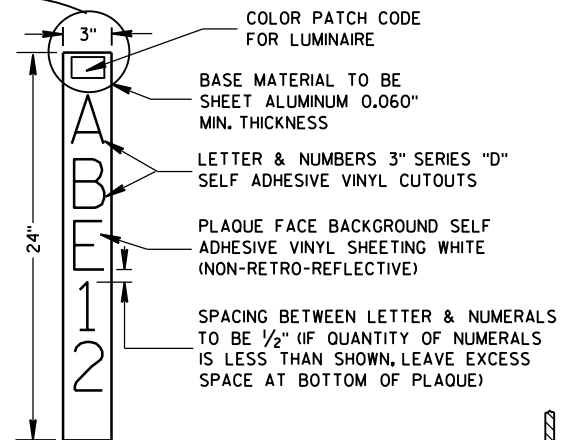 3"
COLOR PATCH CODE
FOR LUMINAIRE
BASE MATERIAL TO BE
SHEET ALUMINUM 0.060"
MIN. THICKNESS
LETTER & NUMBERS 3" SERIES "D"
SELF ADHESIVE VINYL CUTOUTS
PLAQUE FACE BACKGROUND SELF
ADHESIVE VINYL SHEETING WHITE
(NON-RETRO-REFLECTIVE)
SPACING BETWEEN LETTER & NUMERALS
TO BE 1/2" (IF QUANTITY OF NUMERALS
IS LESS THAN SHOWN, LEAVE EXCESS
SPACE AT BOTTOM OF PLAQUE)
24"
A
B
E
1
2